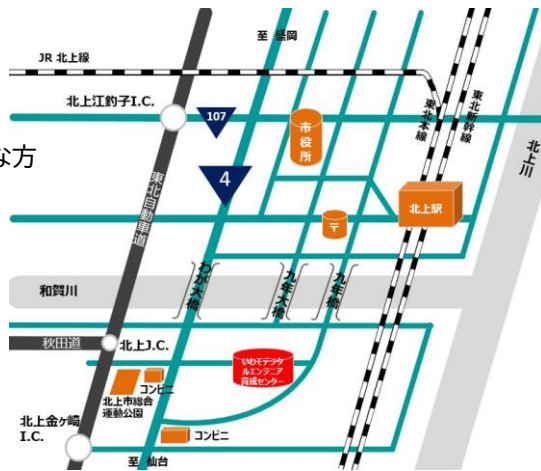 至 盛岡
JR 北上線
北上江釣子I.C.
107
市役所
東北本線
東北新幹線
な方
4
北上川
東北自動車道
北上駅
〒
わが大橋
九年大橋
九年橋
和賀川
秋田道
北上J.C.
いわてデジタ
ルエンジニア
育成センター
コンビニ
北上市総合
運動公園
北上金ヶ崎
I.C.
コンビニ
至 仙台